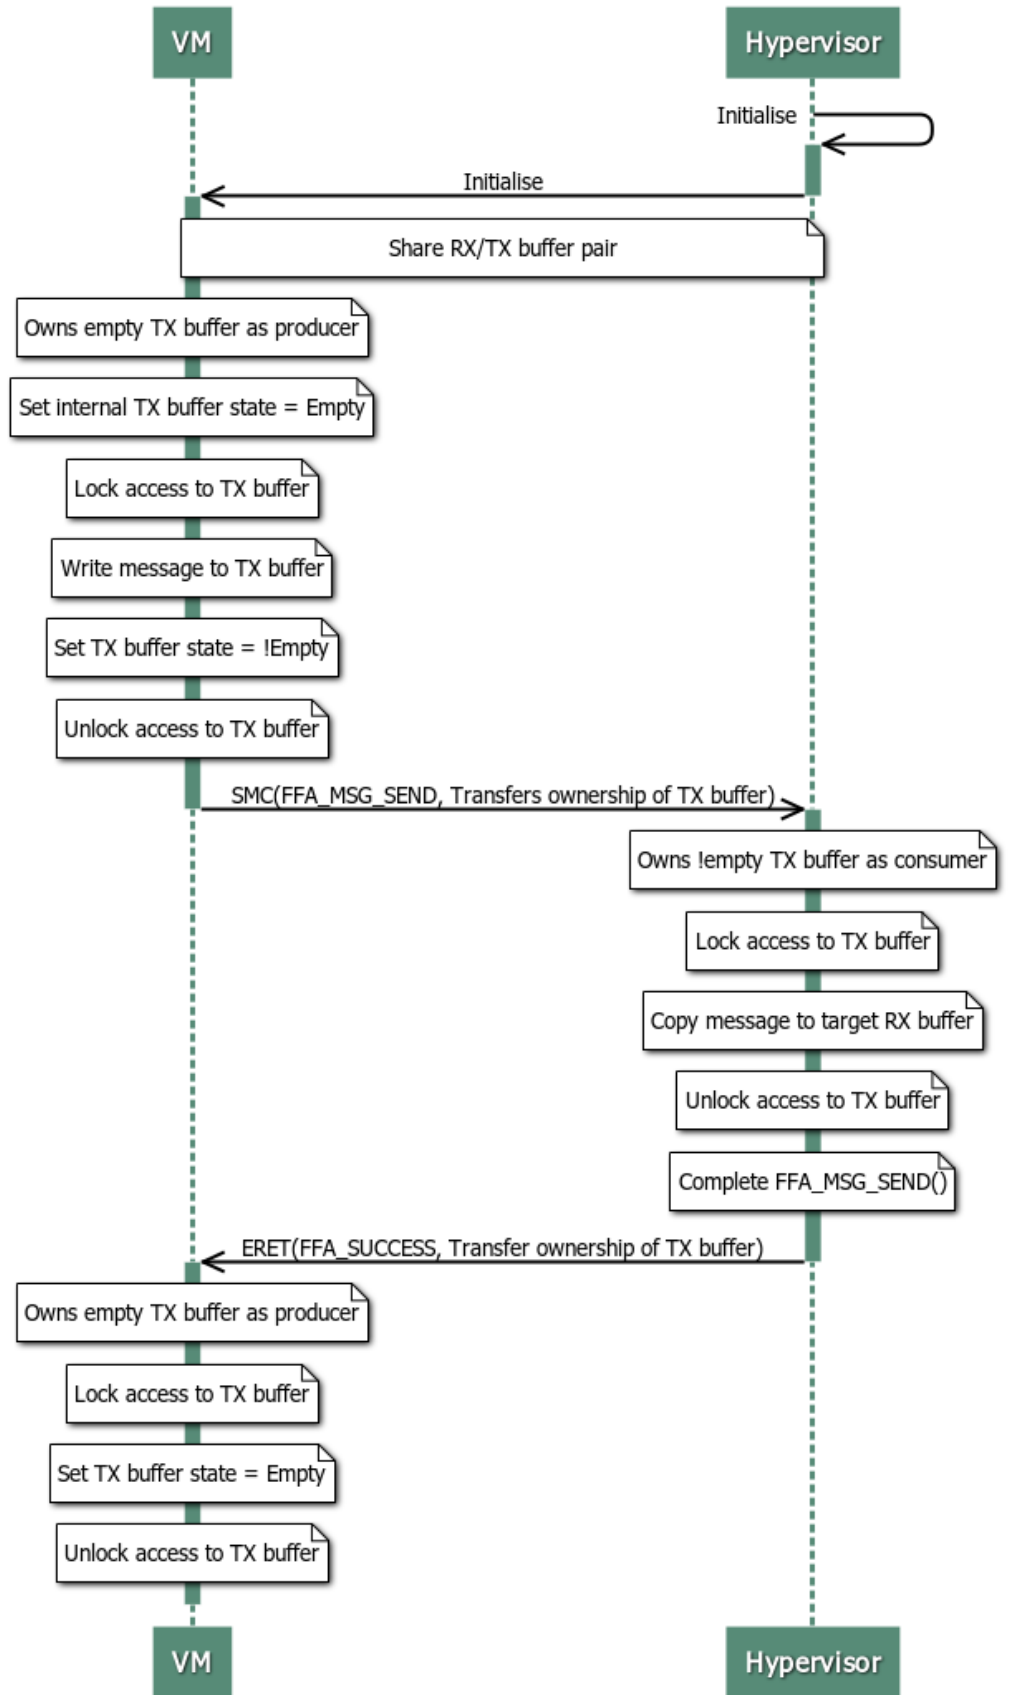 VM
Hypervisor
Initialise
Initialise
Share RX/TX buffer pair
Owns empty TX buffer as producer
Set internal TX buffer state = Empty
Lock access to TX buffer
Write message to TX buffer
Set TX buffer state = !Empty
Unlock access to TX buffer
SMC(FFA_MSG_SEND, Transfers ownership of TX buffer)
Owns !empty TX buffer as consumer
Lock access to TX buffer
Copy message to target RX buffer
Unlock access to TX buffer
Complete FFA_MSG_SEND()
ERET(FFA_SUCCESS, Transfer ownership of TX buffer)
Owns empty TX buffer as producer
Lock access to TX buffer
Set TX buffer state = Empty
Unlock access to TX buffer
VM
Hypervisor